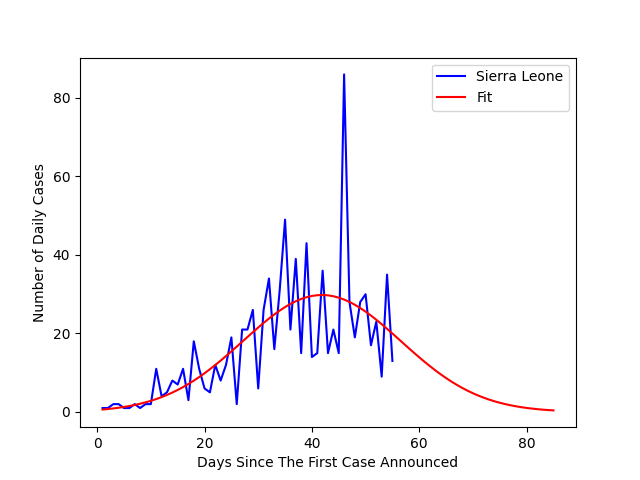 Sierra Leone
Fit
Number of Daily Cases
80
60
40
20
0
0 20 40 60 80
Days Since The First Case Announced